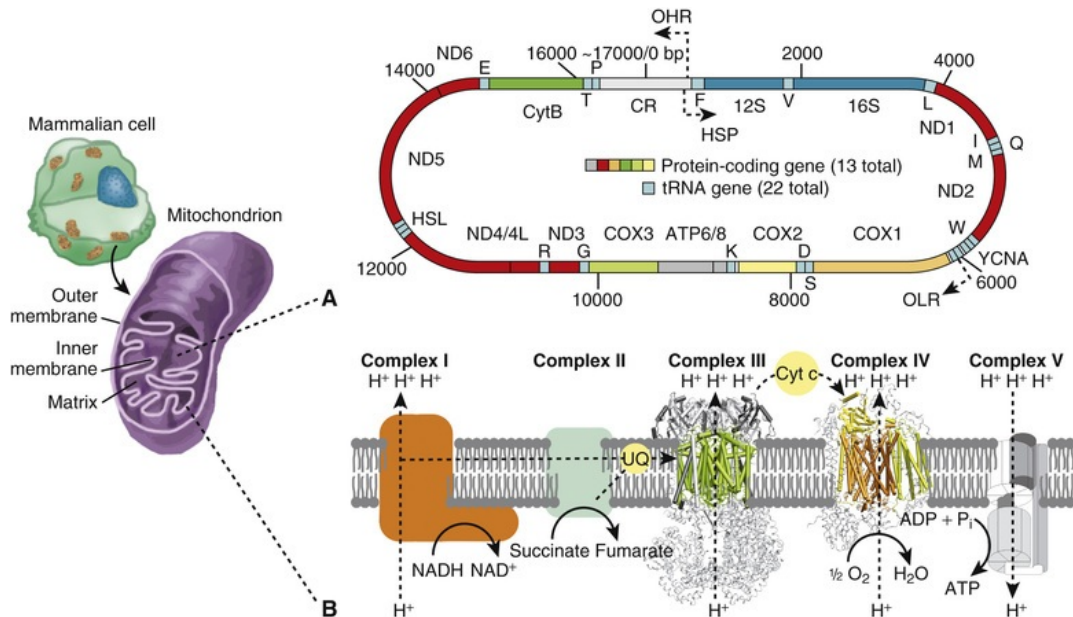 Mammalian cell
Mitochondrion
Outer
membrane
Inner
membrane
Matrix
A
B
OHR
16000 ~17000/0 bp
2000
4000
14000
ND6
E
P
CytB
T
CR
F
12S
V
16S
L
ND1
HSP
I
Q
M
ND2
ND5
Protein-coding gene (13 total)
tRNA gene (22 total)
HSL
ND4/4L
ND3
COX3
ATP6/8
COX2
COX1
W
R
G
K
D
S
YCNA
12000
10000
8000
6000
OLR
Complex I
H+ H+ H+
Complex II
Complex III
H+ H+ H+
Cyt c
Complex IV
H+ H+ H+
Complex V
H+ H+ H+
UQ
NADH NAD+
Succinate Fumarate
½ O2
H2O
ADP + Pi
ATP
H+
H+
H+
H+